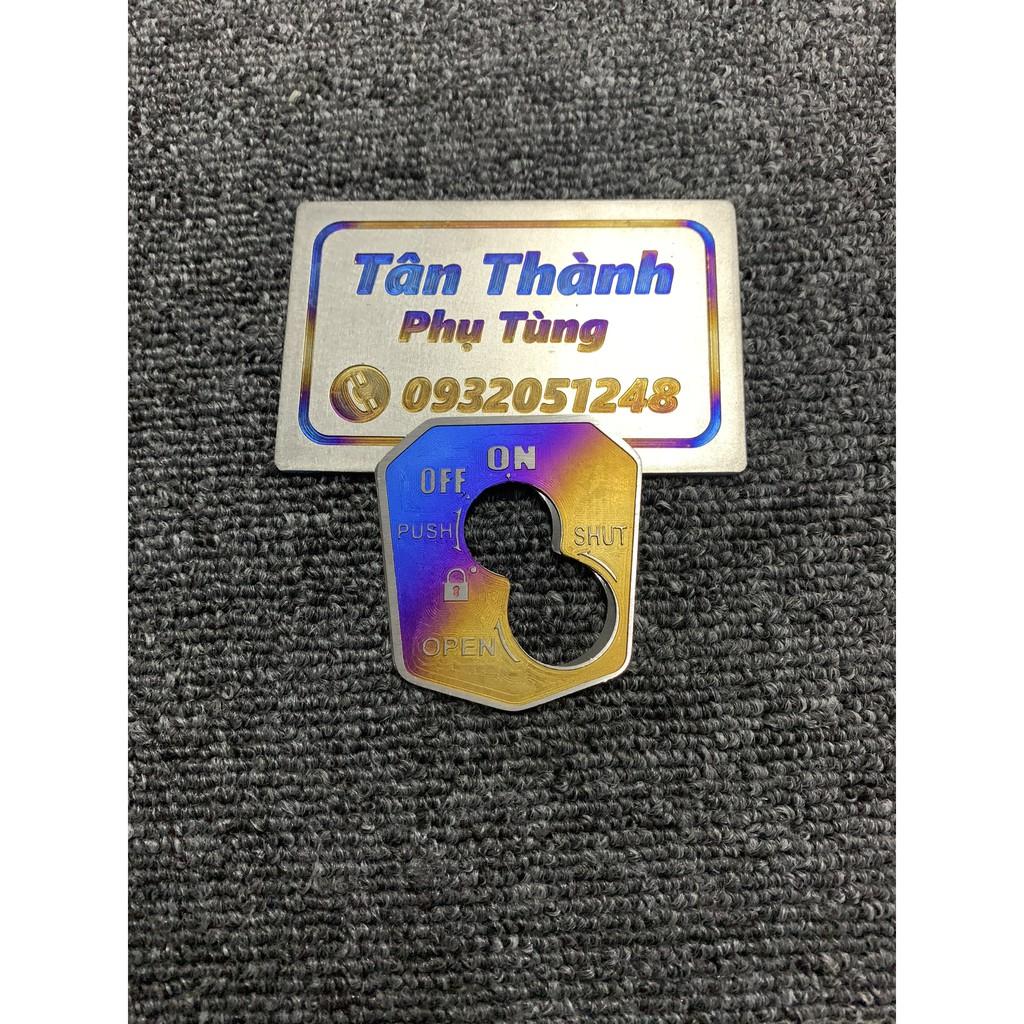 Tân Thành
Phụ Tùng
0932051248
ON
OFF
PUSH
SHUT
OPEN